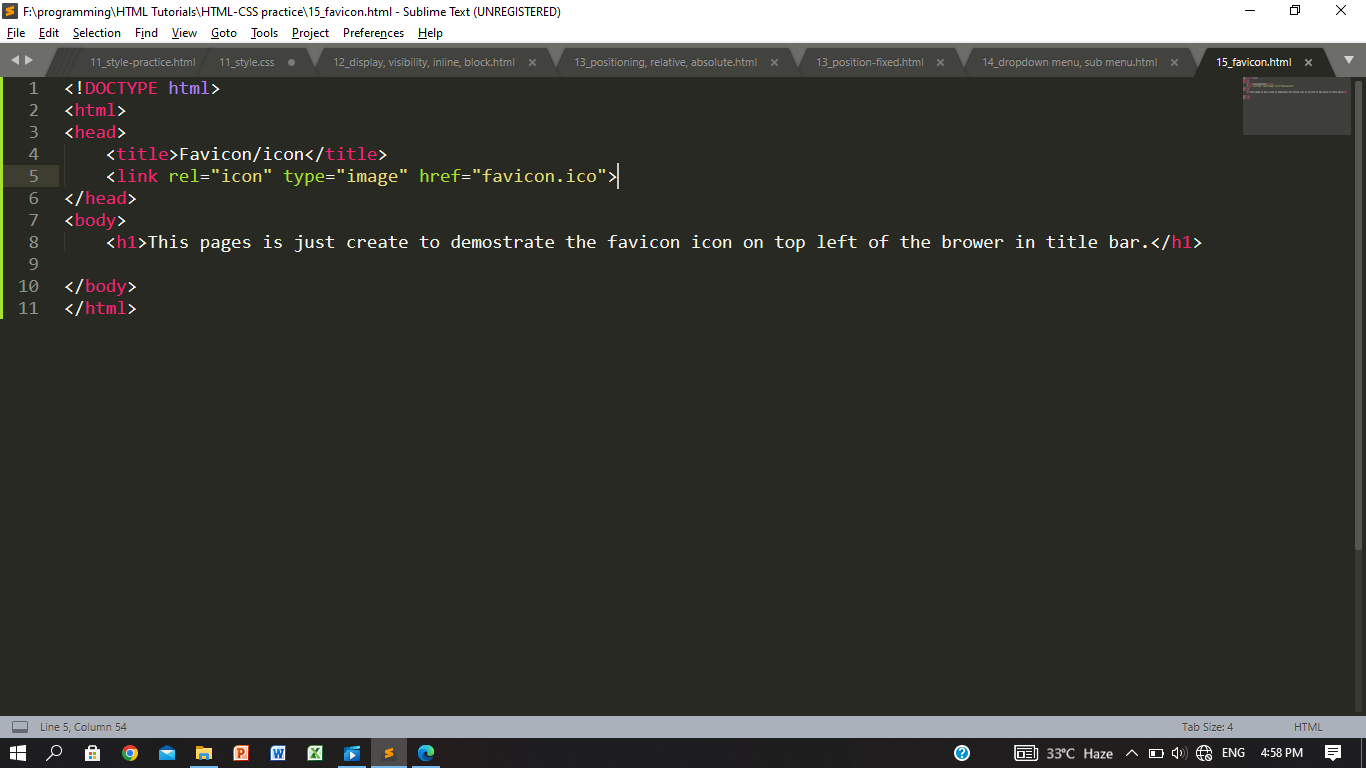 F:\programming\HTML Tutorials\HTML-CSS practice\15_favicon.html - Sublime Text (UNREGISTERED)
File Edit Selection Find View Goto Tools Project Preferences Help
11_style-practice.html 11_style.css 12_display, visibility, inline, block.html 13_positioning, relative, absolute.html 13_position-fixed.html 14_dropdown menu, sub menu.html 15_favicon.html
1 <!DOCTYPE html>
2 <html>
3 <head>
4 <title>Favicon/icon</title>
5 <link rel="icon" type="image" href="favicon.ico">
6 </head>
7 <body>
8 <h1>This pages is just create to demostrate the favicon icon on top left of the brower in title bar.</h1>
9
10 </body>
11 </html>
Line 5, Column 54 Tab Size: 4 HTML
33°C Haze ENG 4:58 PM